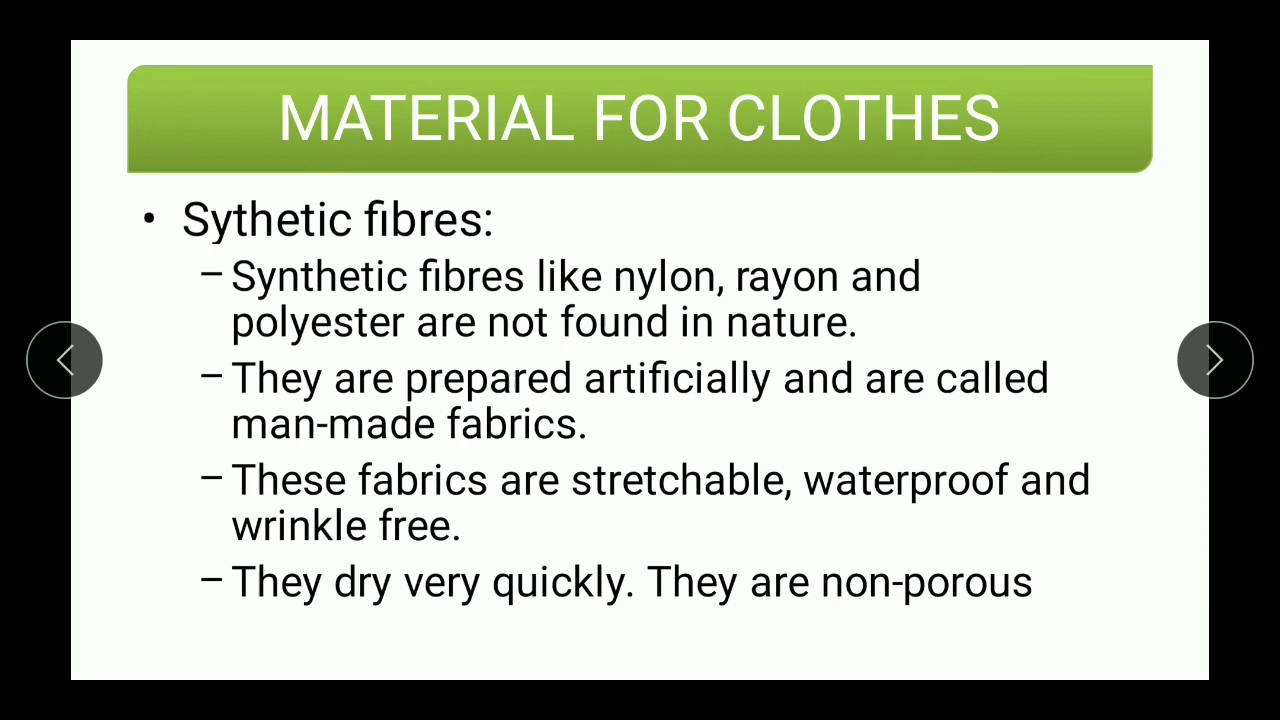 MATERIAL FOR CLOTHES
• Sythetic fibres:
– Synthetic fibres like nylon, rayon and
polyester are not found in nature.
– They are prepared artificially and are called
man-made fabrics.
– These fabrics are stretchable, waterproof and
wrinkle free.
– They dry very quickly. They are non-porous